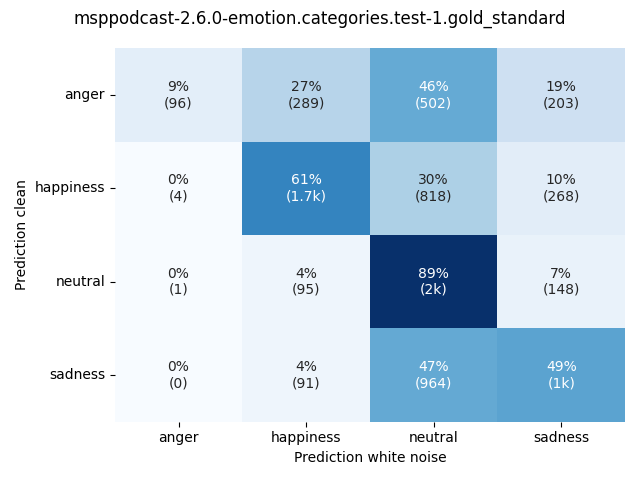 msppodcast-2.6.0-emotion.categories.test-1.gold_standard
Prediction clean
anger 9% 27% 46% 19%
(96) (289) (502) (203)
happiness 0% 61% 30% 10%
(4) (1.7k) (818) (268)
neutral 0% 4% 89% 7%
(1) (95) (2k) (148)
sadness 0% 4% 47% 49%
(0) (91) (964) (1k)
anger happiness neutral sadness
Prediction white noise